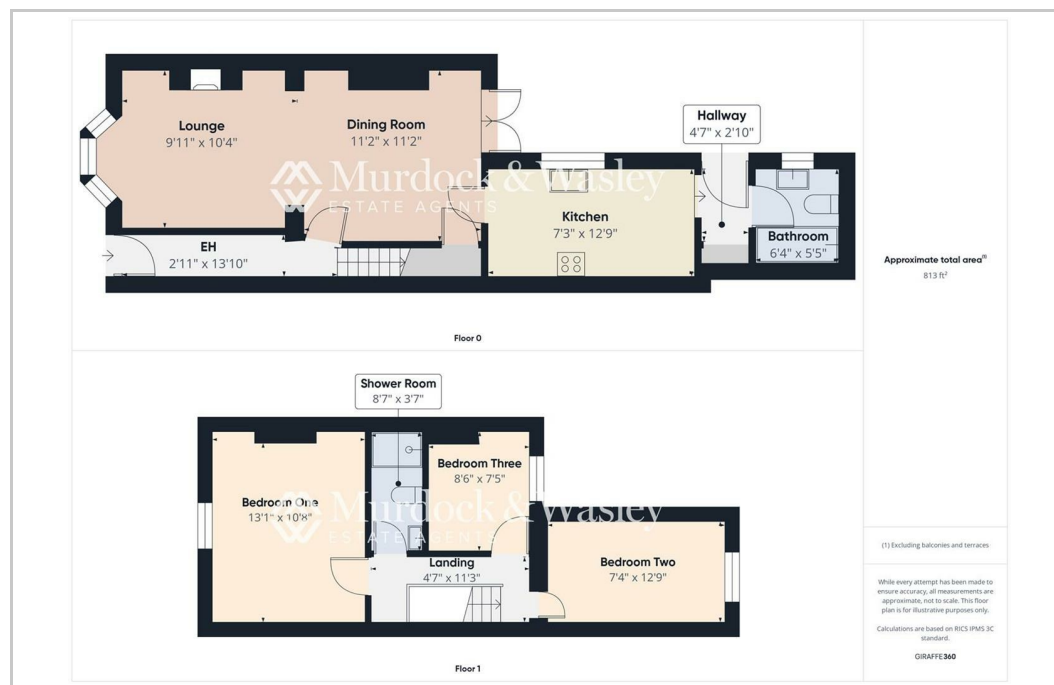 Lounge
9'11" x 10'4"
Dining Room
11'2" x 11'2"
Hallway
4'7" x 2'10"
Murdock & Wasley
ESTATE AGENTS
Kitchen
7'3" x 12'9"
EH
2'11" x 13'10"
Bathroom
6'4" x 5'5"
Floor 0
Approximate total area(1)
813 ft²
Shower Room
8'7" x 3'7"
Bedroom Three
8'6" x 7'5"
Bedroom One
13'1" x 10'8"
Murdock & Wasley
ESTATE AGENTS
Landing
4'7" x 11'3"
Bedroom Two
7'4" x 12'9"
Floor 1
(1) Excluding balconies and terraces
While every attempt has been made to
ensure accuracy, all measurements are
approximate, not to scale. This floor
plan is for illustrative purposes only.
Calculations are based on RICS IPMS 3C
standard.
GIRAFFE360